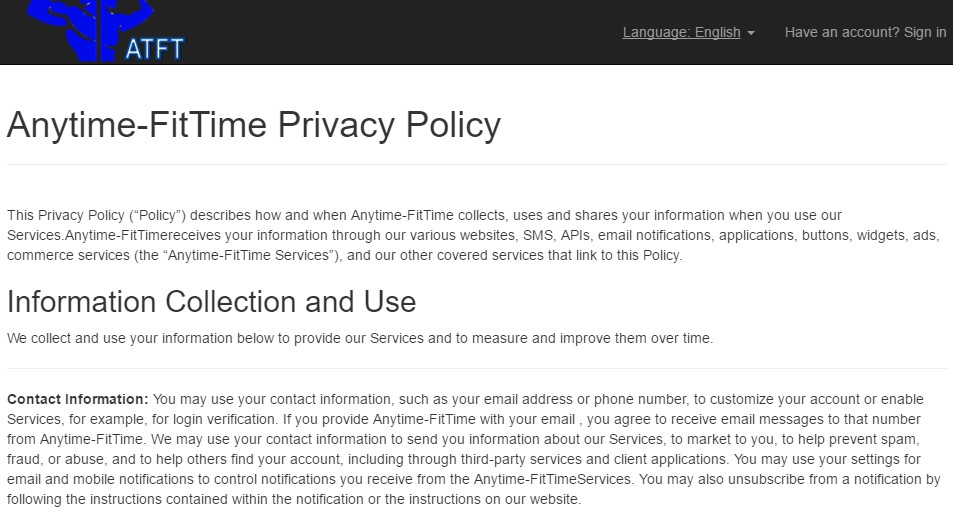 ATFT
Language: English
Have an account? Sign in
Anytime-FitTime Privacy Policy
This Privacy Policy (“Policy”) describes how and when Anytime-FitTime collects, uses and shares your information when you use our
Services.Anytime-FitTimereceives your information through our various websites, SMS, APIs, email notifications, applications, buttons, widgets, ads,
commerce services (the “Anytime-FitTime Services”), and our other covered services that link to this Policy.
Information Collection and Use
We collect and use your information below to provide our Services and to measure and improve them over time.
Contact Information: You may use your contact information, such as your email address or phone number, to customize your account or enable
Services, for example, for login verification. If you provide Anytime-FitTime with your email , you agree to receive email messages to that number
from Anytime-FitTime. We may use your contact information to send you information about our Services, to market to you, to help prevent spam,
fraud, or abuse, and to help others find your account, including through third-party services and client applications. You may use your settings for
email and mobile notifications to control notifications you receive from the Anytime-FitTimeServices. You may also unsubscribe from a notification by
following the instructions contained within the notification or the instructions on our website.